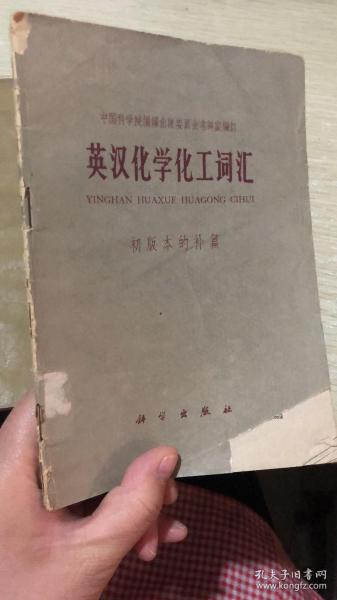 中国科学院编译出版委员会名词室编订
英汉化学化工词汇
YINGHAN HUAXUE HUAGONG CIHUI
初版本的补篇
科学出版社
孔夫子旧书网
www.kongfz.com